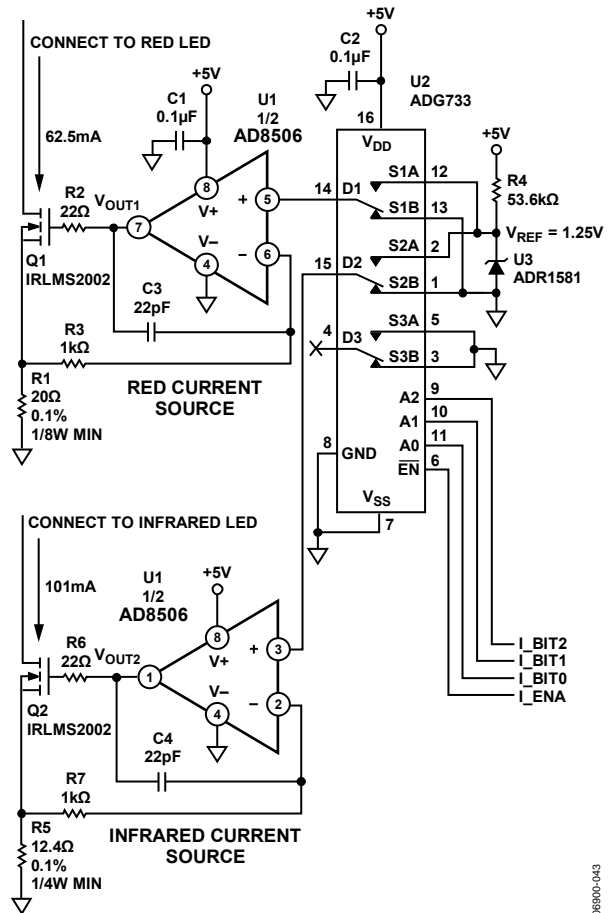 CONNECT TO RED LED
62.5mA
+5V
C1
0.1µF
U1
1/2
AD8506
R2
22Ω
VOUT1
8
V+
7
+
5
V–
4
–
6
Q1
IRLMS2002
C3
22pF
R3
1kΩ
R1
20Ω
0.1%
1/8W MIN
RED CURRENT
SOURCE
+5V
C2
0.1µF
U2
ADG733
16
VDD
14
D1
S1A
12
S1B
13
15
D2
S2A
2
S2B
1
4
D3
S3A
5
S3B
3
A2
9
A1
10
A0
11
EN
6
8
GND
VSS
7
+5V
R4
53.6kΩ
VREF = 1.25V
U3
ADR1581
I_BIT2
I_BIT1
I_BIT0
I_ENA
CONNECT TO INFRARED LED
101mA
U1
1/2
AD8506
+5V
R6
22Ω
VOUT2
8
V+
1
+
3
V–
4
–
2
Q2
IRLMS2002
C4
22pF
R7
1kΩ
R5
12.4Ω
0.1%
1/4W MIN
INFRARED CURRENT
SOURCE
06900-043